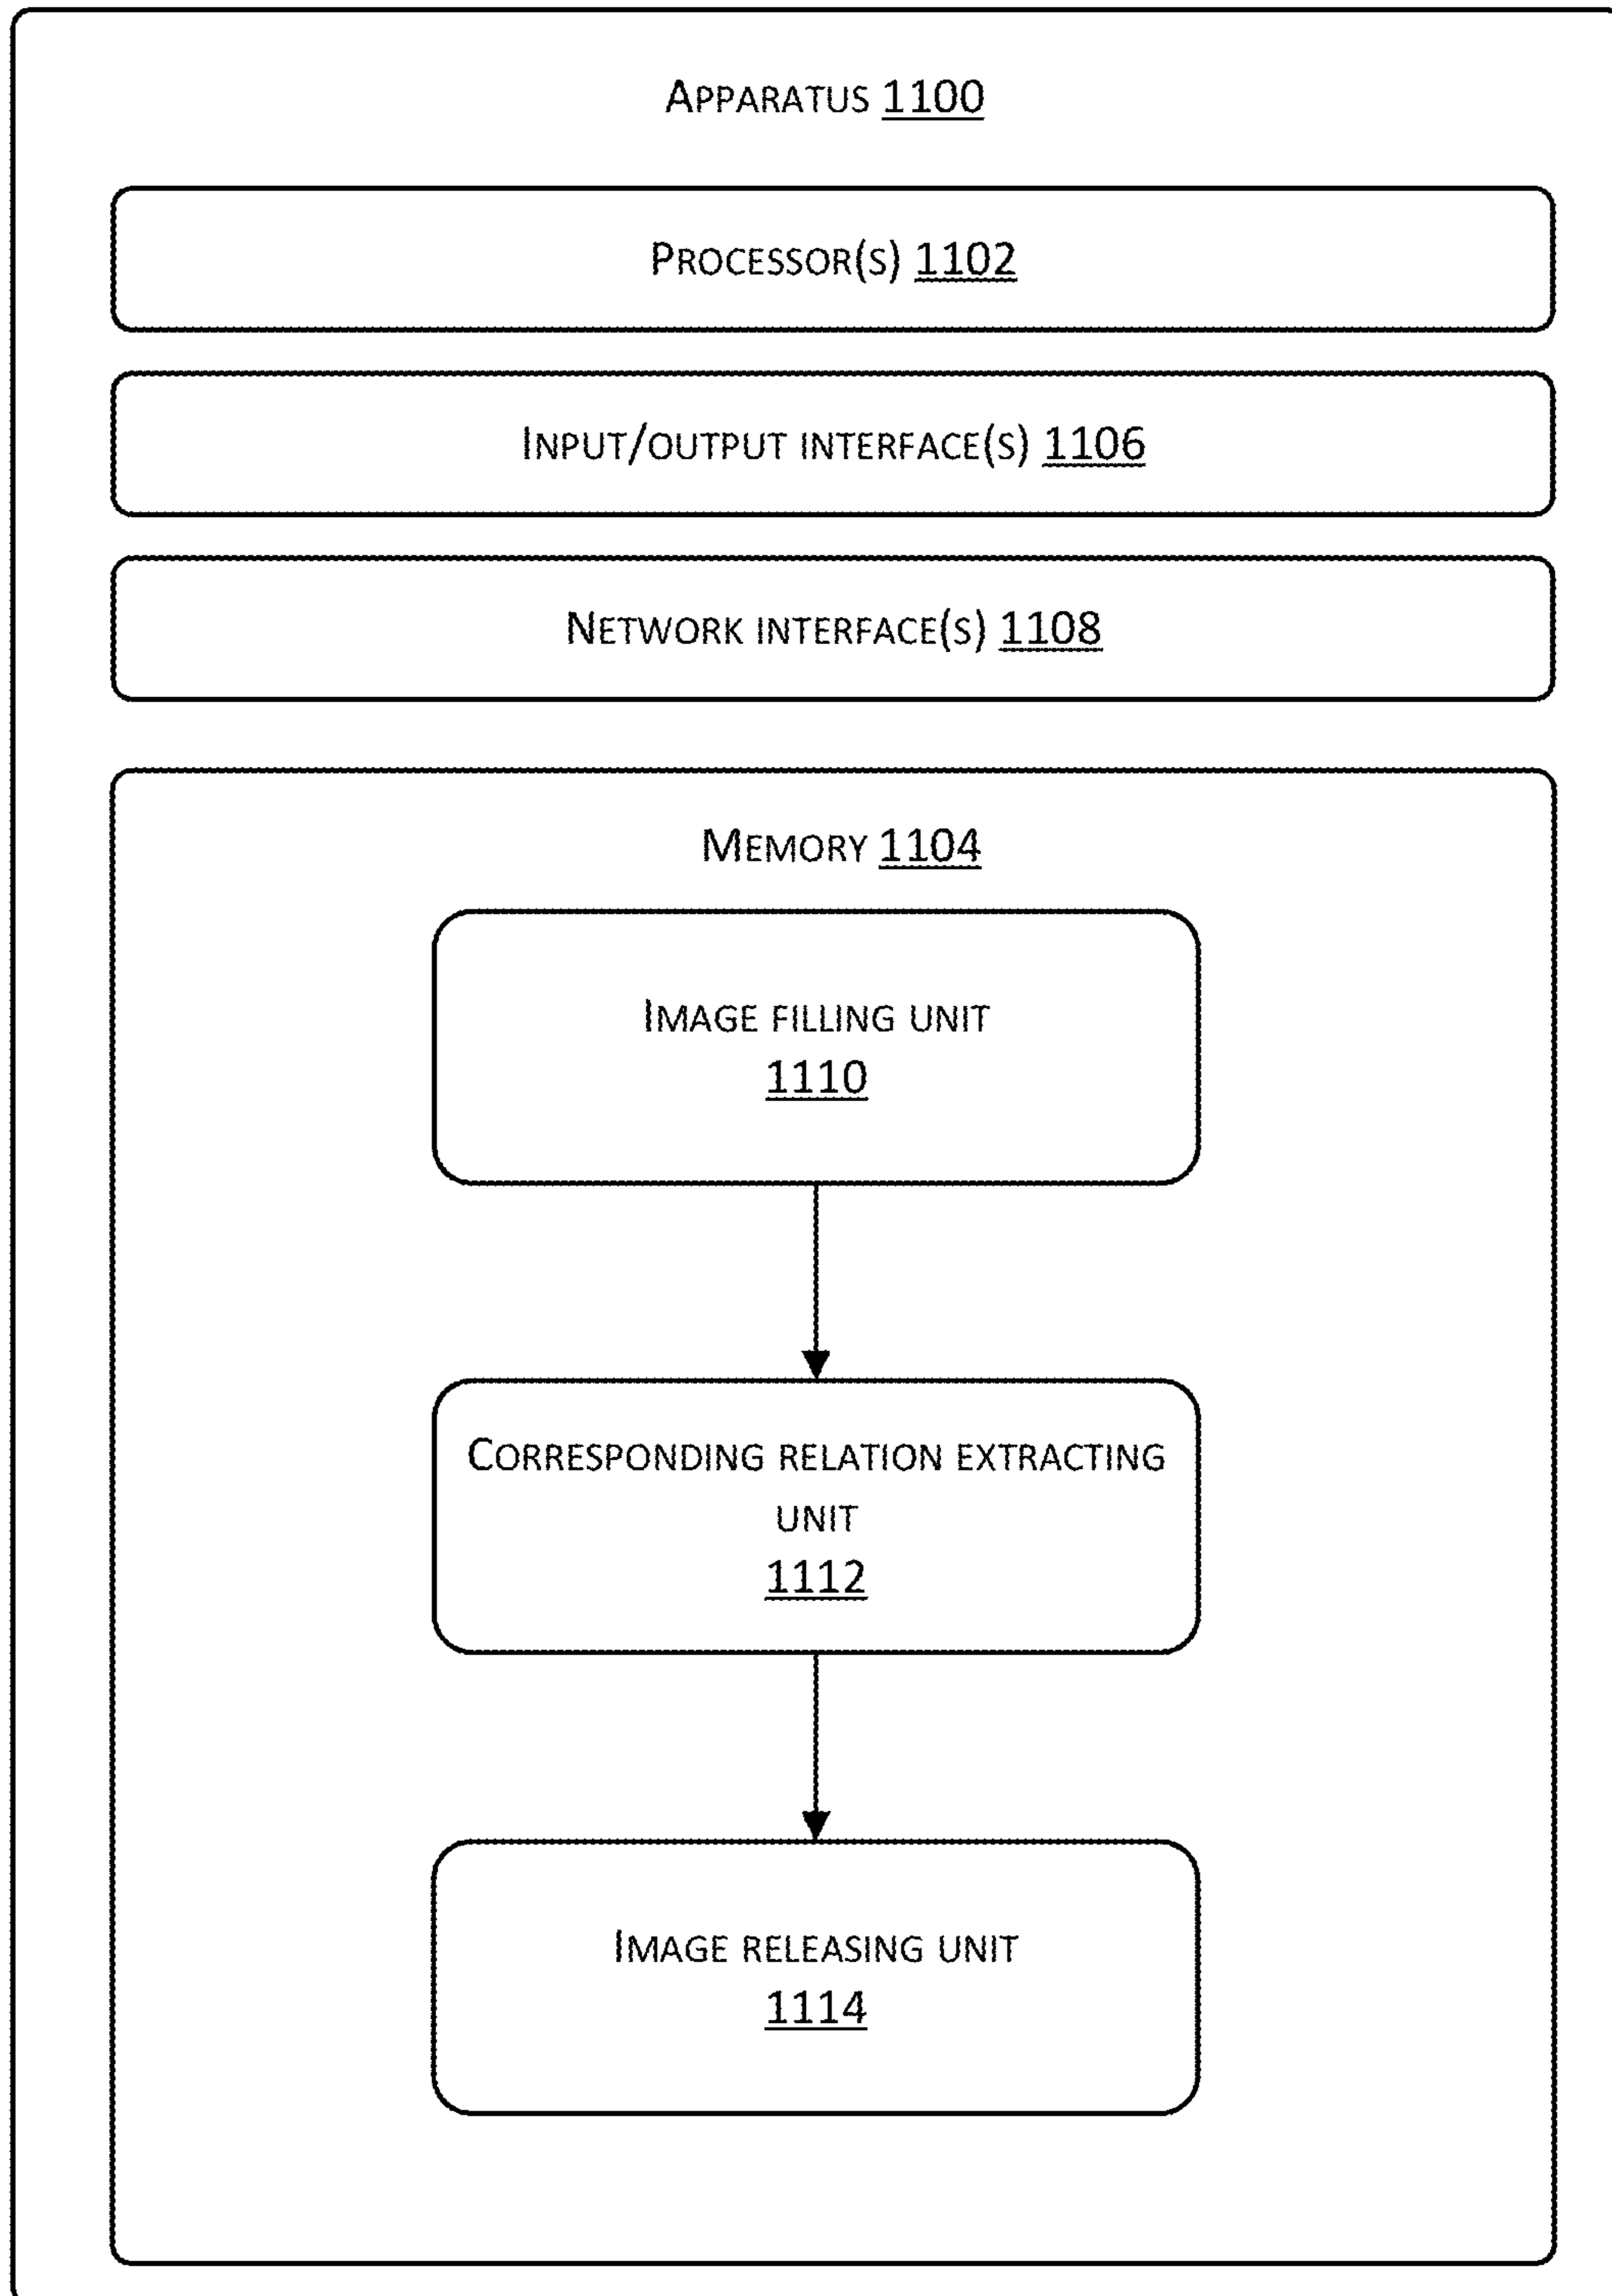 APPARATUS 1100
PROCESSOR(S) 1102
INPUT/OUTPUT INTERFACE(S) 1106
NETWORK INTERFACE(S) 1108
MEMORY 1104
IMAGE FILLING UNIT
1110
CORRESPONDING RELATION EXTRACTING
UNIT
1112
IMAGE RELEASING UNIT
1114